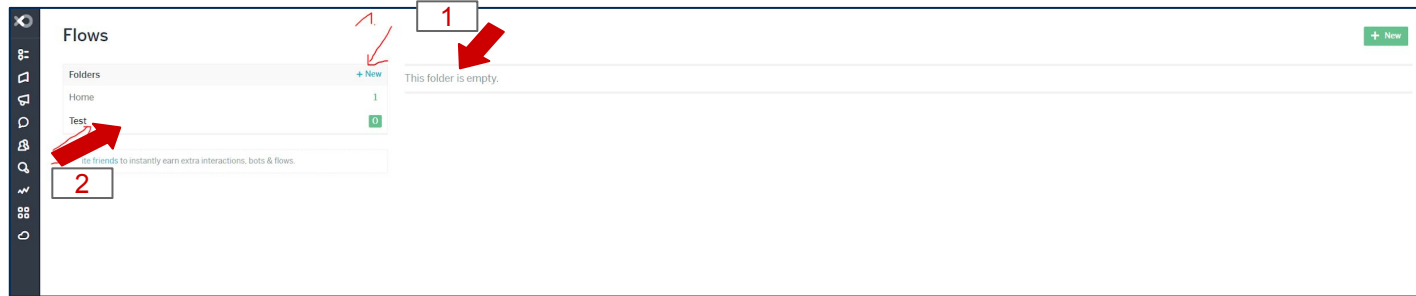 1
Flows
+ New
Folders
+ New
This folder is empty.
Home
1
Test
0
ite friends to instantly earn extra interactions, bots & flows.
2